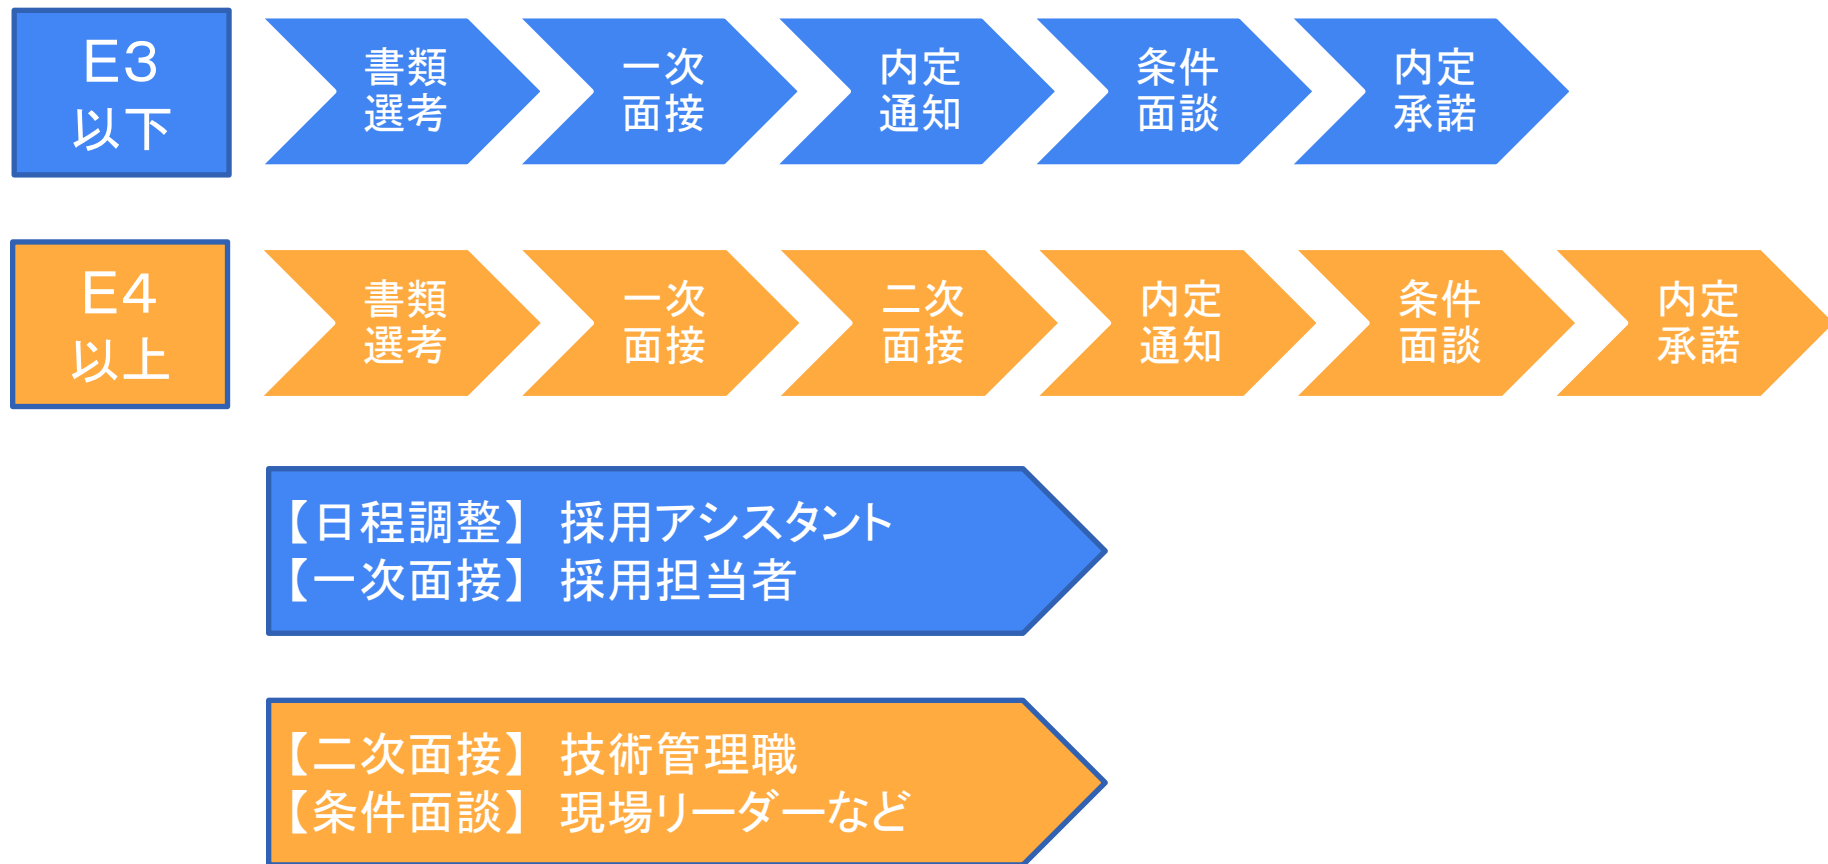 E3
以下
書類
選考
一次
面接
内定
通知
条件
面談
内定
承諾
E4
以上
書類
選考
一次
面接
二次
面接
内定
通知
条件
面談
内定
承諾
【日程調整】 採用アシスタント
【一次面接】 採用担当者
【二次面接】 技術管理職
【条件面談】 現場リーダーなど